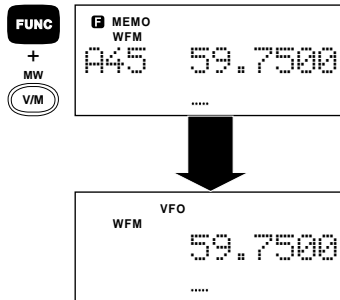 FUNC
+
MW
V/M
F MEMO
WFM
A45 59.7500
VFO
WFM
59.7500